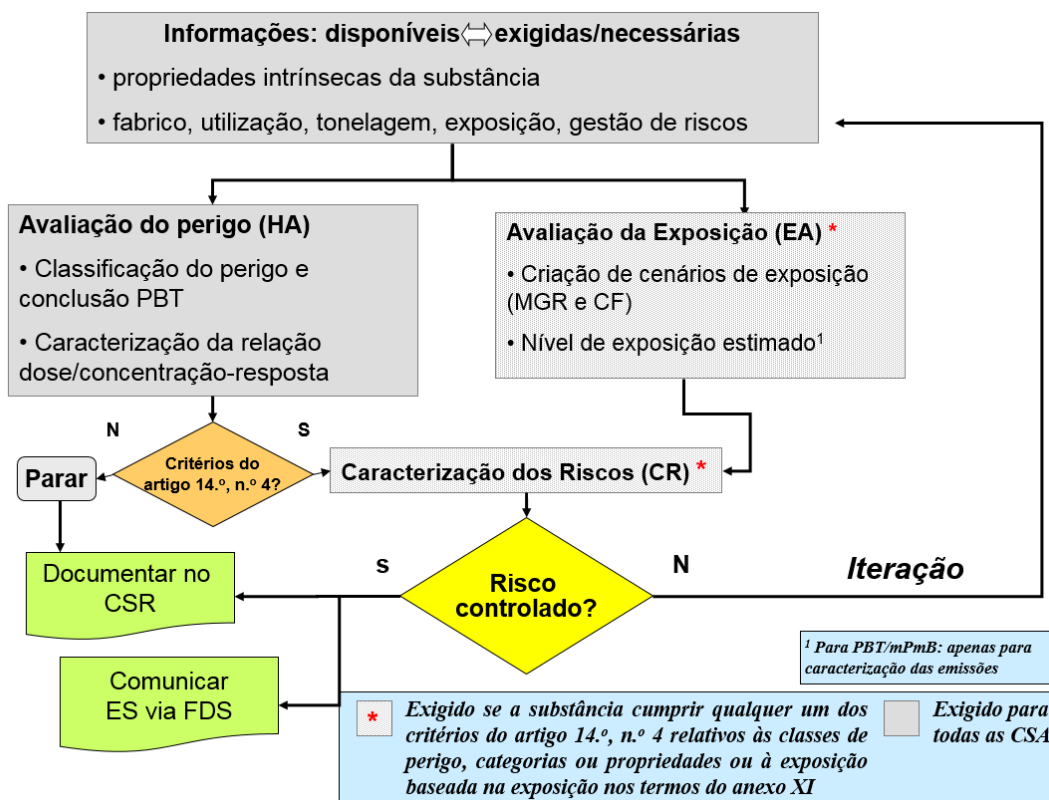 Informações: disponíveis⇔exigidas/necessárias
• propriedades intrínsecas da substância
• fabrico, utilização, tonelagem, exposição, gestão de riscos
Avaliação do perigo (HA)
• Classificação do perigo e
conclusão PBT
• Caracterização da relação
dose/concentração-resposta
Avaliação da Exposição (EA) *
• Criação de cenários de exposição
(MGR e CF)
• Nível de exposição estimado¹
N
S
Critérios do
artigo 14.º, n.º 4?
Parar
Caracterização dos Riscos (CR) *
Documentar no
CSR
s
Risco
controlado?
N
Iteração
Comunicar
ES via FDS
¹ Para PBT/mPmB: apenas para
caracterização das emissões
* Exigido se a substância cumprir qualquer um dos
critérios do artigo 14.º, n.º 4 relativos às classes de
perigo, categorias ou propriedades ou à exposição
baseada na exposição nos termos do anexo XI
Exigido para
todas as CSA